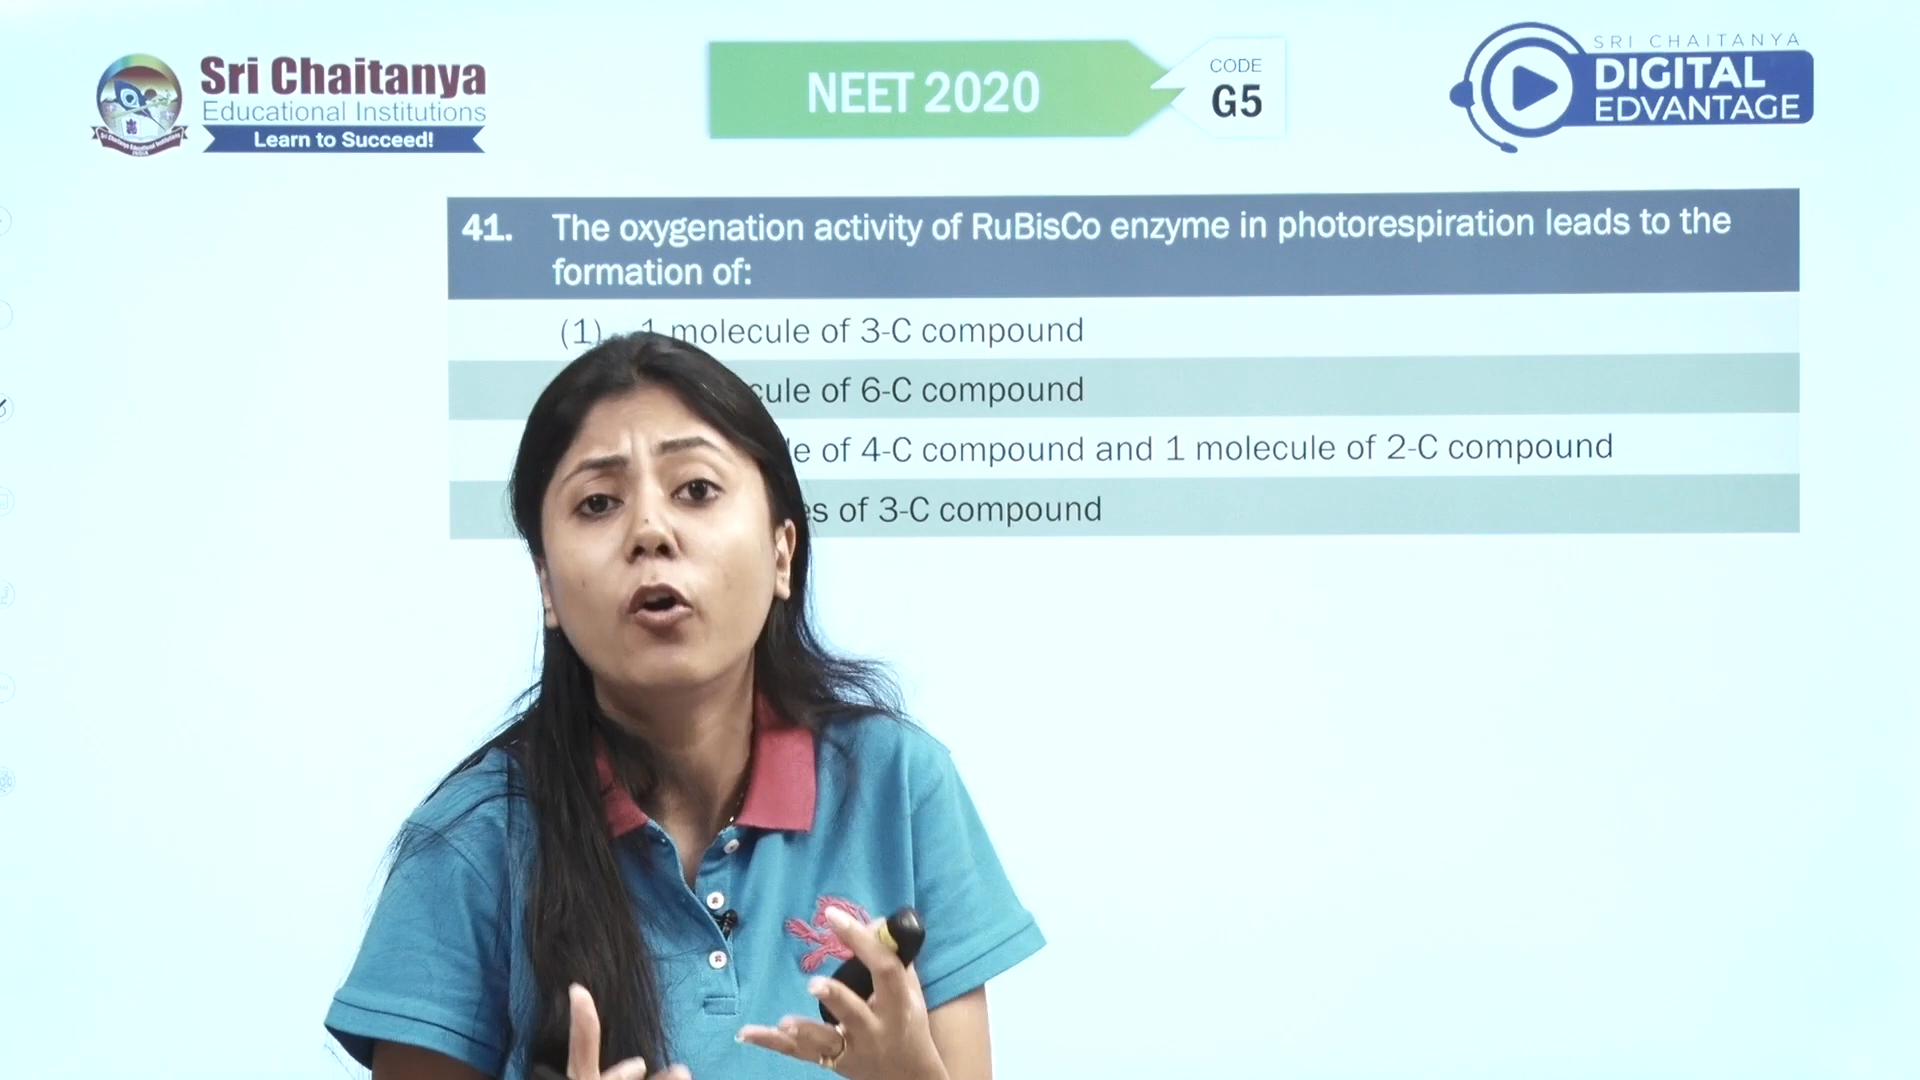 Sri Chaitanya
Educational Institutions
Learn to Succeed!
NEET 2020
CODE
G5
SRI CHAITANYA
DIGITAL
EDVANTAGE
41. The oxygenation activity of RuBisCo enzyme in photorespiration leads to the
formation of:
(1) 1 molecule of 3-C compound
of 6-C compound
of 4-C compound and 1 molecule of 2-C compound
of 3-C compound